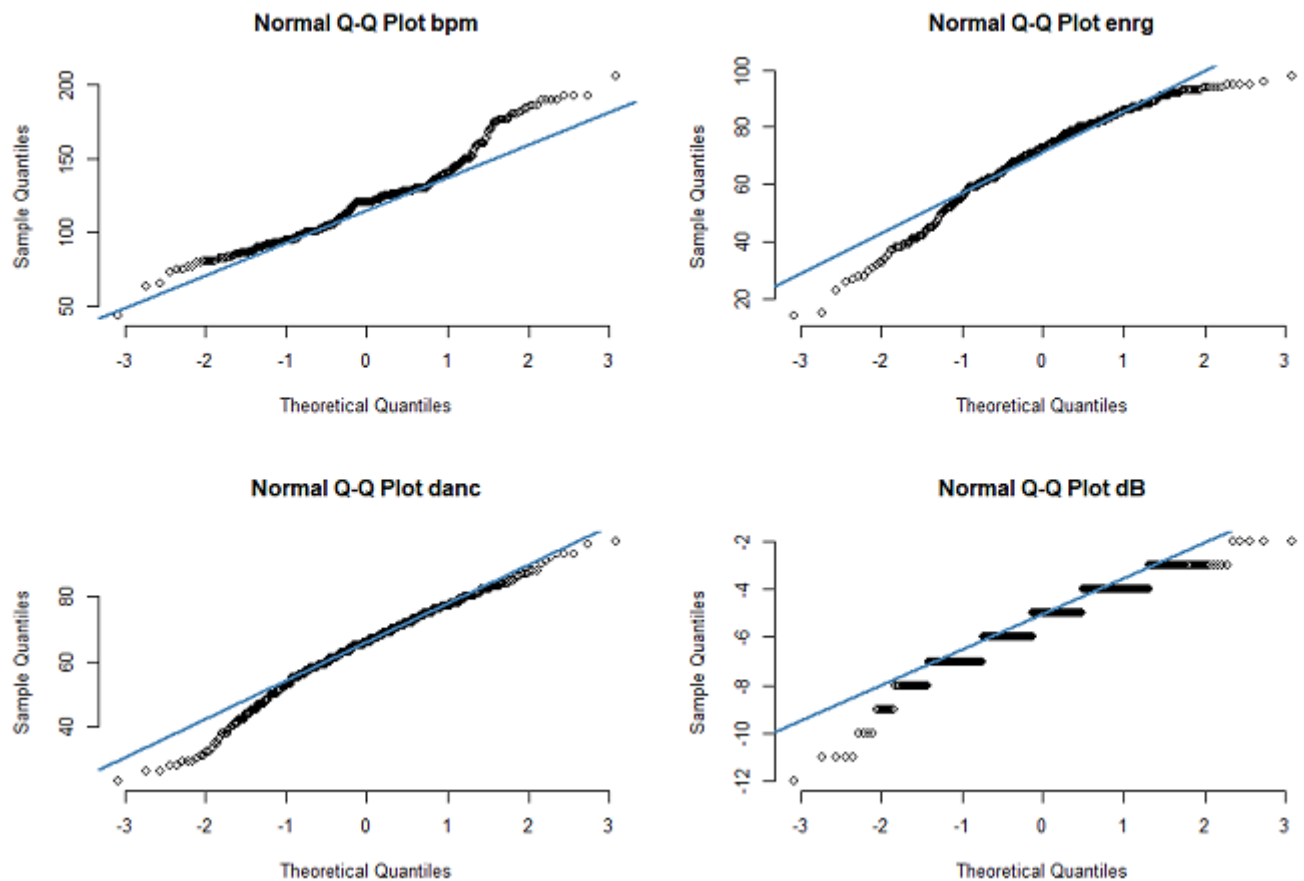 Normal Q-Q Plot bpm
Sample Quantiles
200
150
100
50
-3 -2 -1 0 1 2 3
Theoretical Quantiles
Normal Q-Q Plot enrg
Sample Quantiles
100
80
60
40
20
-3 -2 -1 0 1 2 3
Theoretical Quantiles
Normal Q-Q Plot danc
Sample Quantiles
80
60
40
-3 -2 -1 0 1 2 3
Theoretical Quantiles
Normal Q-Q Plot dB
Sample Quantiles
-2
-4
-6
-8
-10
-12
-3 -2 -1 0 1 2 3
Theoretical Quantiles